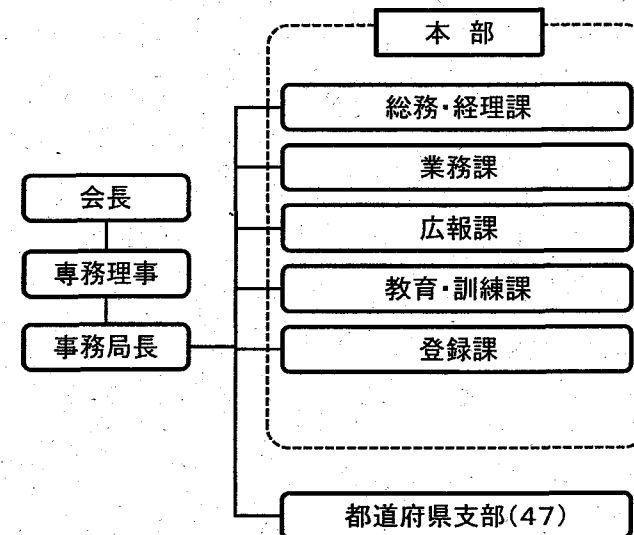 本部
総務・経理課
業務課
会長
広報課
専務理事
教育・訓練課
事務局長
登録課
都道府県支部(47)